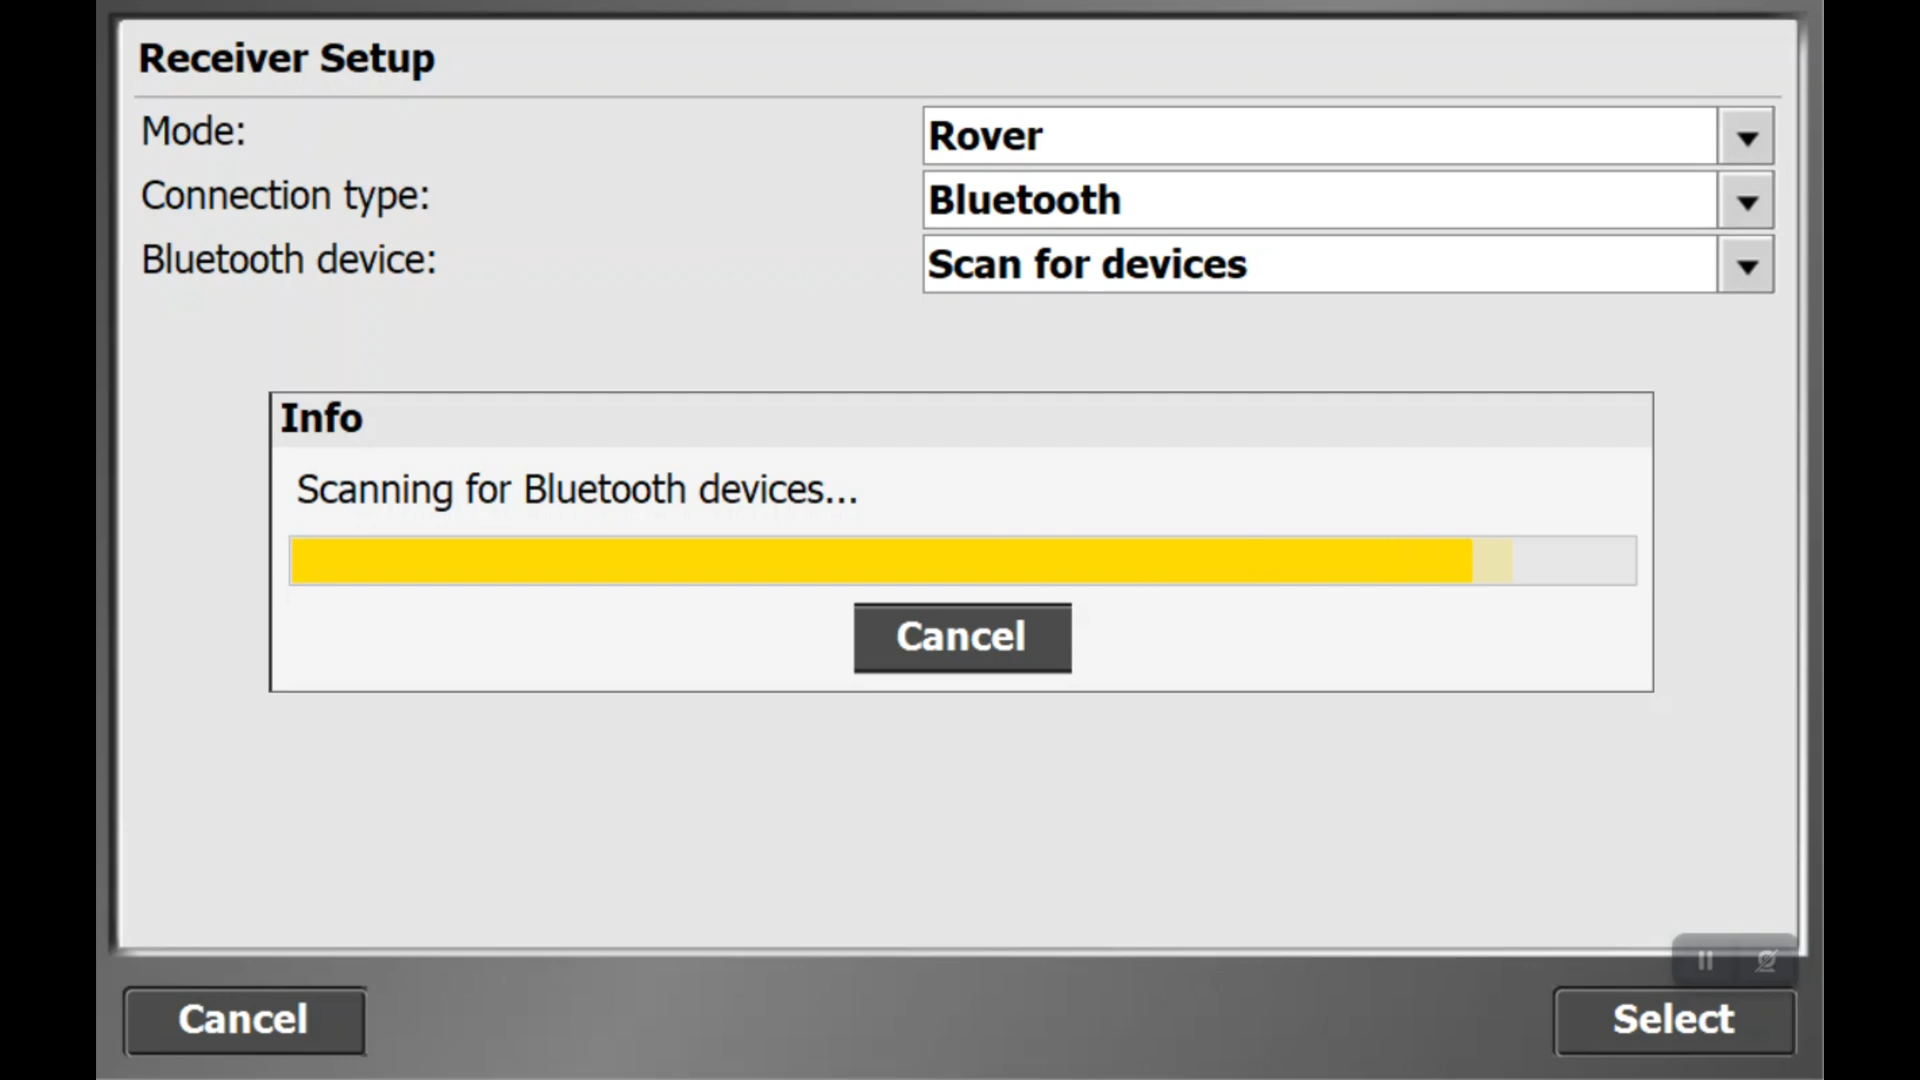 Receiver Setup
Mode: Rover
Connection type: Bluetooth
Bluetooth device: Scan for devices
Info
Scanning for Bluetooth devices...
Cancel
Cancel Select